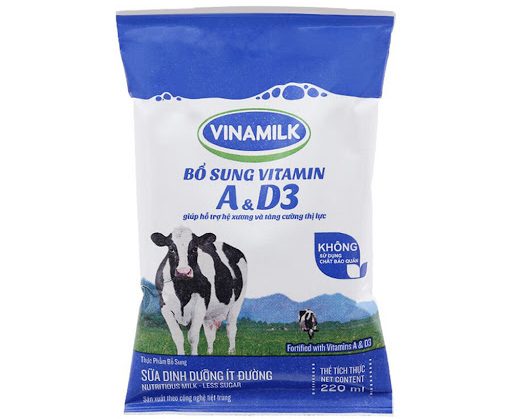 VINAMILK
BỔ SUNG VITAMIN
A & D3
giúp hỗ trợ hệ xương và tăng cường thị lực
KHÔNG
SỬ DỤNG
CHẤT BẢO QUẢN
Fortified with Vitamins A & D3
Thực Phẩm Bổ Sung
SỮA DINH DƯỠNG ÍT ĐƯỜNG
NUTRITIOUS MILK - LESS SUGAR
Sản xuất theo công nghệ tiệt trùng
THỂ TÍCH THỰC
NET CONTENT
220 ml